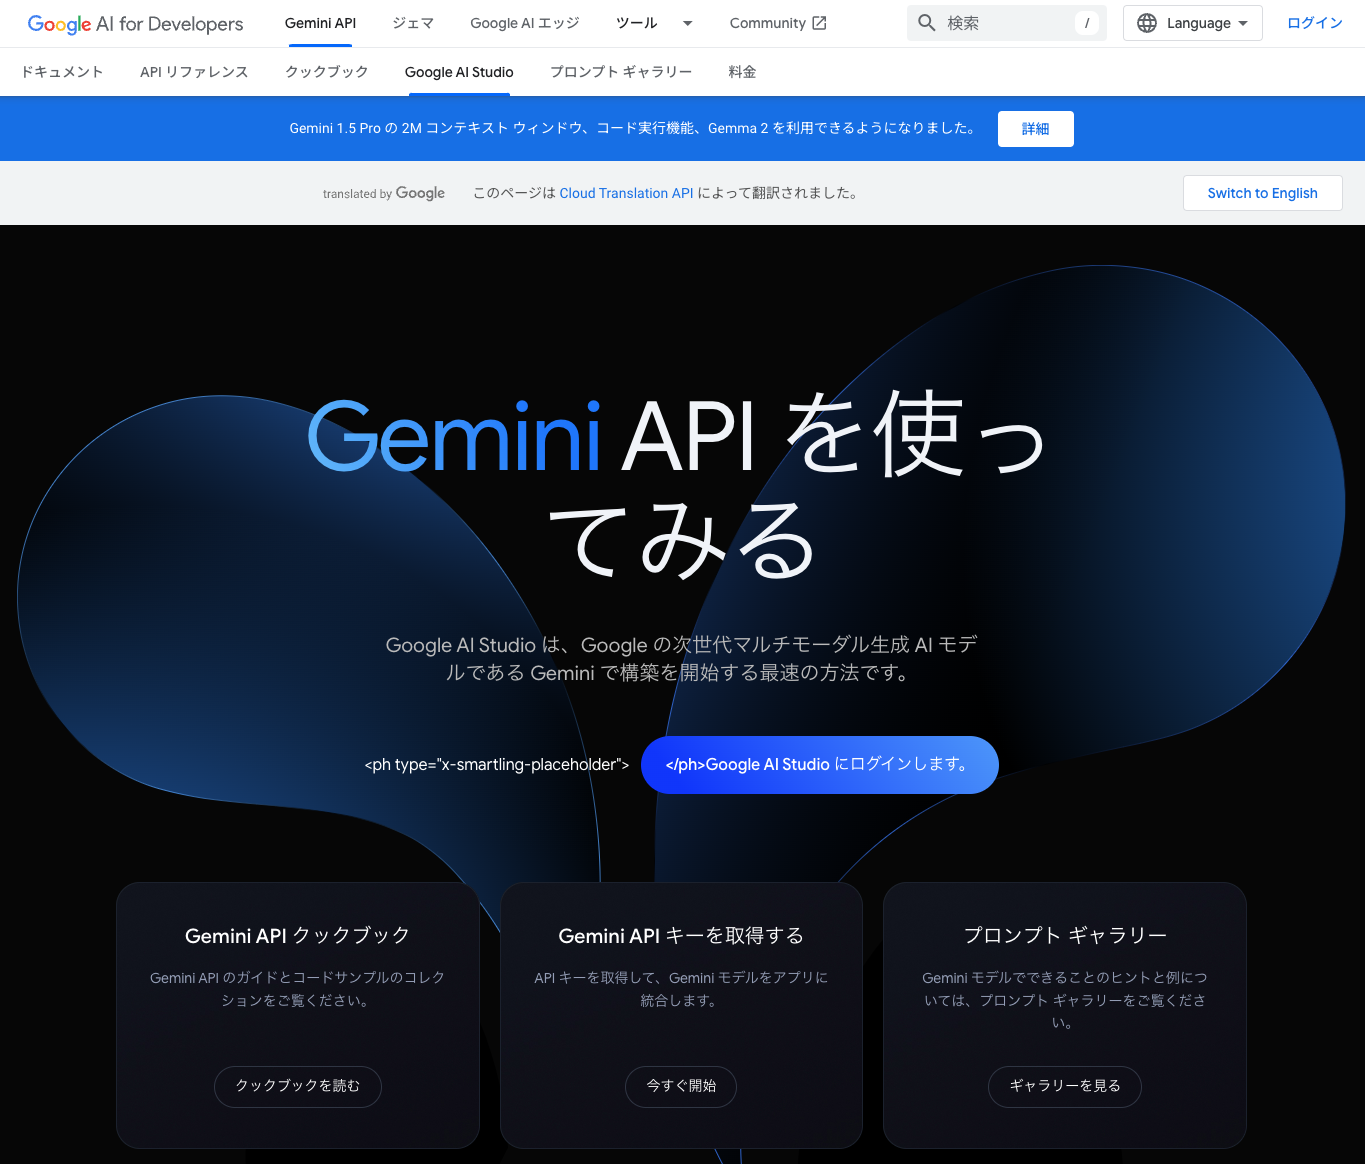 Google AI for Developers
Gemini API
ジェマ
Google AI エッジ
ツール
Community
検索
/
Language
ログイン
ドキュメント
API リファレンス
クックブック
Google AI Studio
プロンプト ギャラリー
料金
Gemini 1.5 Pro の 2M コンテキスト ウィンドウ、コード実行機能、Gemma 2 を利用できるようになりました。
詳細
translated by Google
このページは Cloud Translation API によって翻訳されました。
Switch to English
Gemini API を使っ
てみる
Google AI Studio は、Google の次世代マルチモーダル生成 AI モデ
ルである Gemini で構築を開始する最速の方法です。
<ph type="x-smartling-placeholder">
</ph>Google AI Studio にログインします。
Gemini API クックブック
Gemini API のガイドとコードサンプルのコレク
ションをご覧ください。
クックブックを読む
Gemini API キーを取得する
API キーを取得して、Gemini モデルをアプリに
統合します。
今すぐ開始
プロンプト ギャラリー
Gemini モデルでできることのヒントと例につ
いては、プロンプト ギャラリーをご覧くださ
い。
ギャラリーを見る